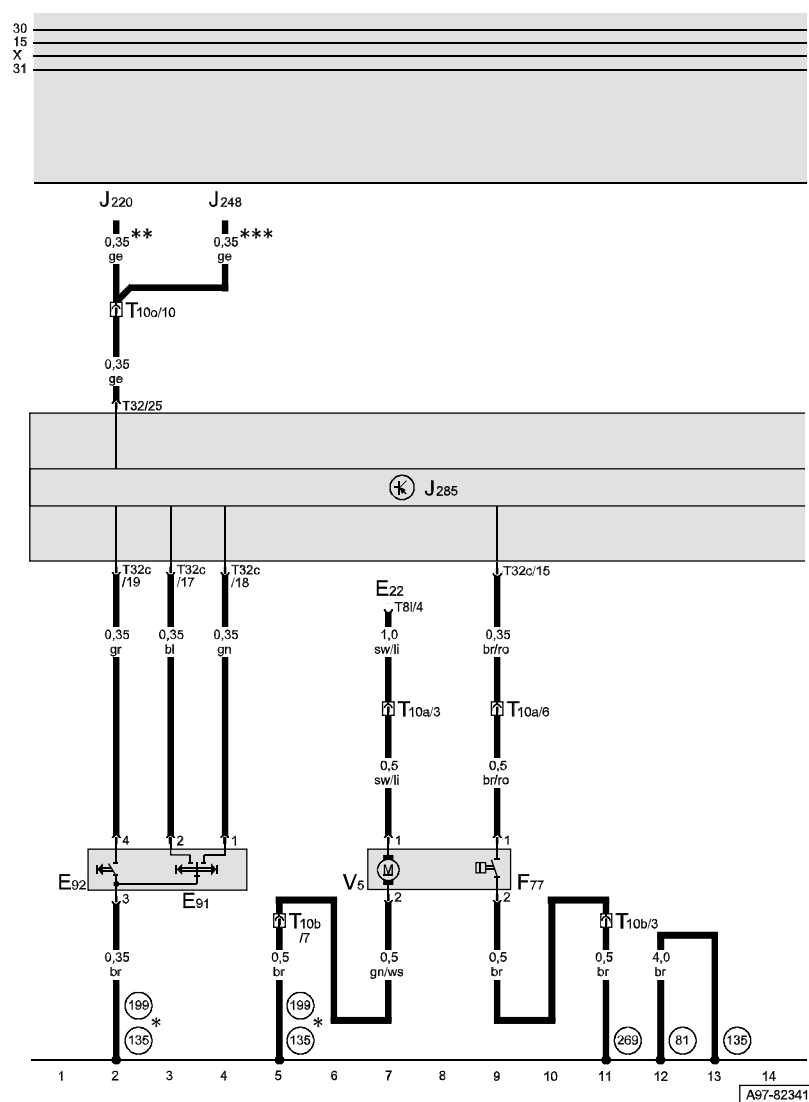 30
15
X
31
J220 J248
0,35 ** 0,35 ***
ge ge
T10o/10
0,35
ge
T32/25
J285
T32c T32c T32c T32c/15
/19 /17 /18
E22
T8l/4
0,35 0,35 0,35 1,0 0,35
gr bl gn sw/li br/ro
T10a/3 T10a/6
0,5 0,5
sw/li br/ro
4 2 1 1 1
M
E92 E91 V5 F77
3 2 2
T10b T10b/3
/7
0,35 0,5 0,5 0,5 0,5 4,0
br br gn/ws br br br
199 199
* *
135 135 269 81 135
1 2 3 4 5 6 7 8 9 10 11 12 13 14
A97-82341